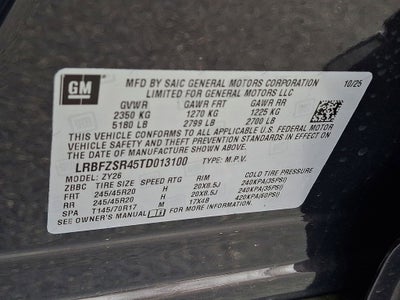 GM
MFD BY SAIC GENERAL MOTORS CORPORATION
LIMITED FOR GENERAL MOTORS LLC
10/25
GVWR GAWR FRT GAWR RR
2350 KG 1270 KG 1225 KG
5180 LB 2799 LB 2700 LB
THIS VEHICLE CONFORMS TO ALL APPLICABLE U.S. FEDERAL MOTOR
VEHICLE SAFETY AND THEFT PREVENTION STANDARDS IN EFFECT ON
THE DATE OF MANUFACTURE SHOWN ABOVE.
LRBFZSR45TD013100 TYPE: M.P.V.
MODEL: ZY26
ZBBC TIRE SIZE SPEED RTG RIM COLD TIRE PRESSURE
FRT 245/45R20 20X8.5J 240KPA(35PSI)
RR 245/45R20 20X8.5J 240KPA(35PSI)
SPA T145/70R17 M 17X4B 420KPA(60PSI)
SEE OWNER'S MANUAL FOR ADDITIONAL INFORMATION